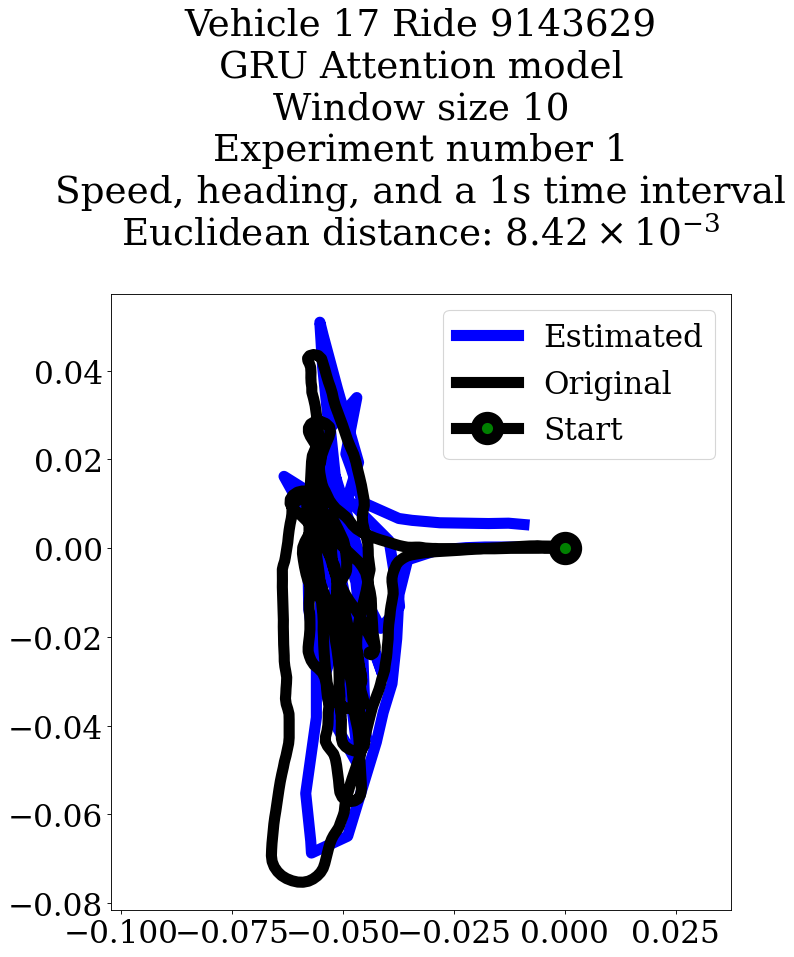 Vehicle 17 Ride 9143629
GRU Attention model
Window size 10
Experiment number 1
Speed, heading, and a 1s time interval
Euclidean distance: 8.42 × 10⁻³
Estimated
Original
Start
0.04
0.02
0.00
−0.02
−0.04
−0.06
−0.08
−0.100 −0.075 −0.050 −0.025 0.000 0.025